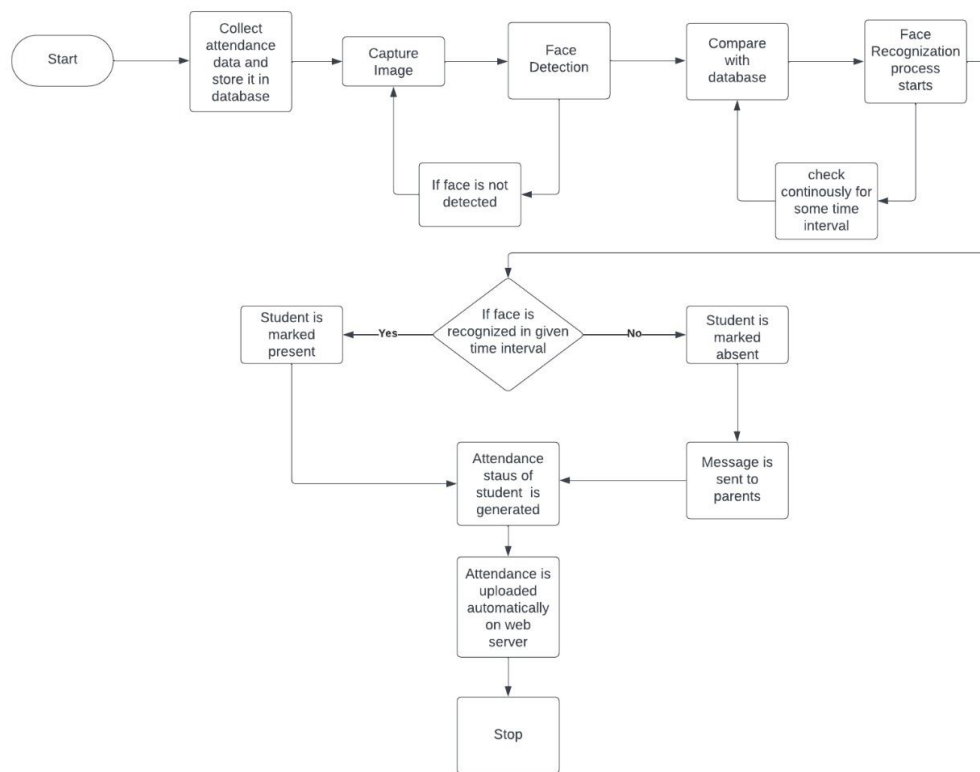 Start
Collect
attendance
data and
store it in
database
Capture
Image
Face
Detection
Compare
with
database
Face
Recognization
process
starts
If face is not
detected
check
continously for
some time
interval
If face is
recognized in given
time interval
Yes
No
Student is
marked
present
Student is
marked
absent
Attendance
staus of
student is
generated
Message is
sent to
parents
Attendance is
uploaded
automatically
on web
server
Stop